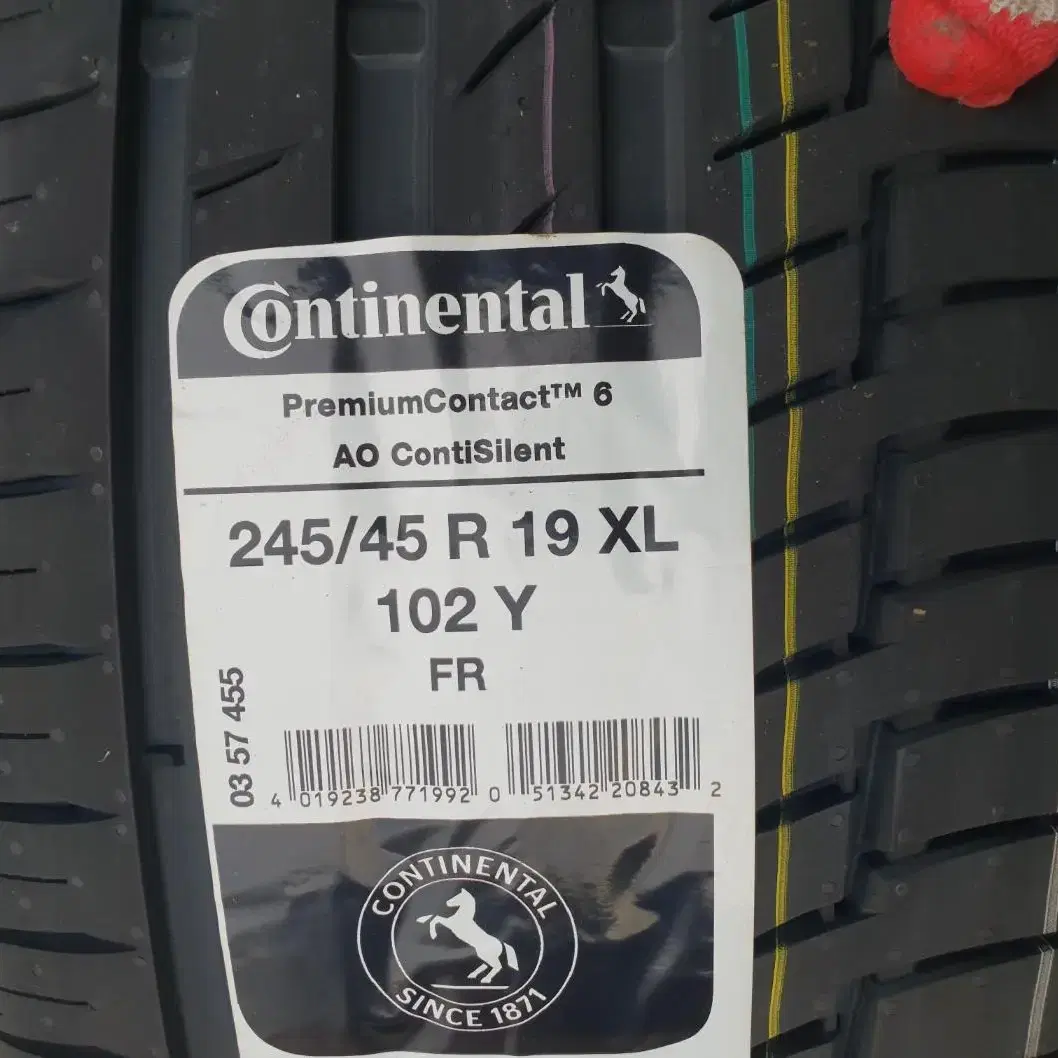 Continental
PremiumContact™ 6
AO ContiSilent
245/45 R 19 XL
102 Y
FR
03 57 455
4 019238 771992 0 51342 20843 2
CONTINENTAL
SINCE 1871